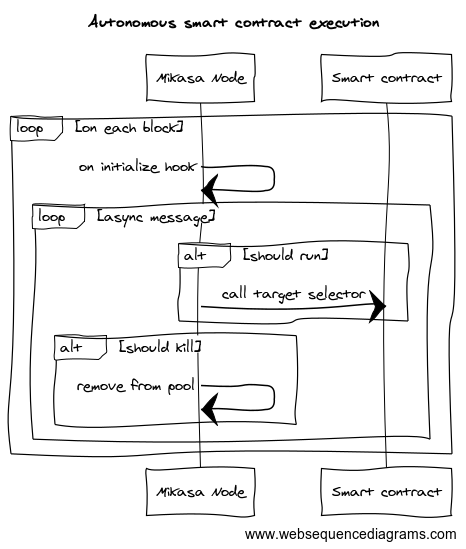 Autonomous smart contract execution
Mikasa Node
Smart contract
loop
[on each block]
on initialize hook
loop
[async message]
alt
[should run]
call target selector
alt
[should kill]
remove from pool
Mikasa Node
Smart contract
www.websequencediagrams.com